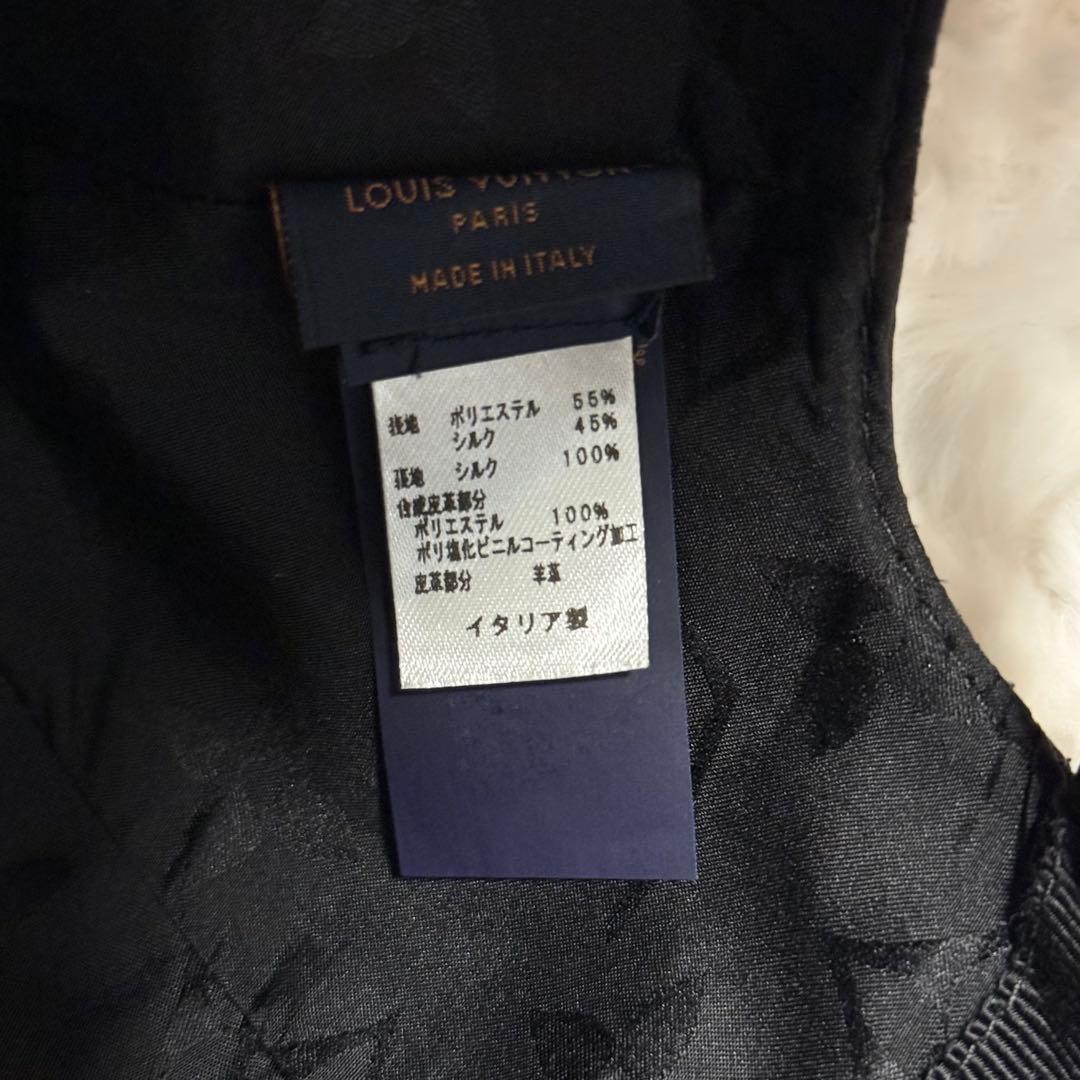 LOUIS VUITTON
PARIS
MADE IN ITALY
表地 ポリエステル 55%
シルク 45%
裏地 シルク 100%
合成皮革部分
ポリエステル 100%
ポリ塩化ビニルコーティング加工
皮革部分 羊革
イタリア製